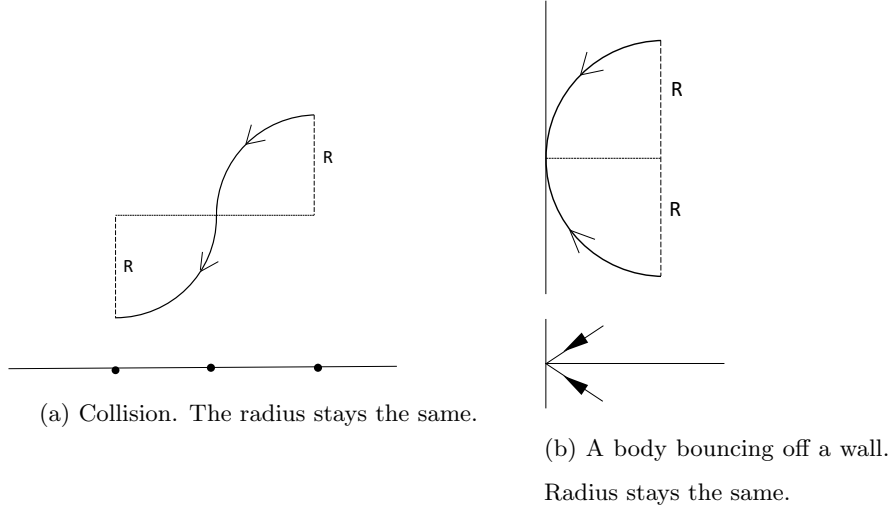 R
R
(a) Collision. The radius stays the same.
R
R
(b) A body bouncing off a wall.
Radius stays the same.